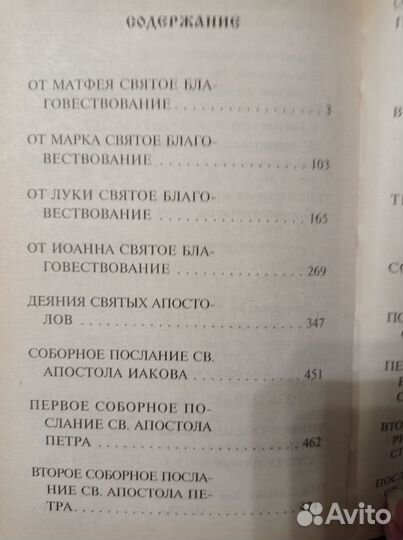 СОДЕРЖАНИЕ
ОТ МАТФЕЯ СВЯТОЕ БЛА-
ГОВЕСТВОВАНИЕ . . . . . . . . . . . . . . . 3
ОТ МАРКА СВЯТОЕ БЛАГО-
ВЕСТВОВАНИЕ . . . . . . . . . . . . . . . 103
ОТ ЛУКИ СВЯТОЕ БЛАГО-
ВЕСТВОВАНИЕ . . . . . . . . . . . . . . . 165
ОТ ИОАННА СВЯТОЕ БЛА-
ГОВЕСТВОВАНИЕ . . . . . . . . . . . . . 269
ДЕЯНИЯ СВЯТЫХ АПОСТО-
ЛОВ . . . . . . . . . . . . . . . . . . . . . . . 347
СОБОРНОЕ ПОСЛАНИЕ СВ.
АПОСТОЛА ИАКОВА . . . . . . . . . . 451
ПЕРВОЕ СОБОРНОЕ ПО-
СЛАНИЕ СВ. АПОСТОЛА
ПЕТРА . . . . . . . . . . . . . . . . . . . . . 462
ВТОРОЕ СОБОРНОЕ ПОСЛА-
НИЕ СВ. АПОСТОЛА ПЕ-
ТРА . . . . . . . . . . . . . . . . . . . . . . .
Avito